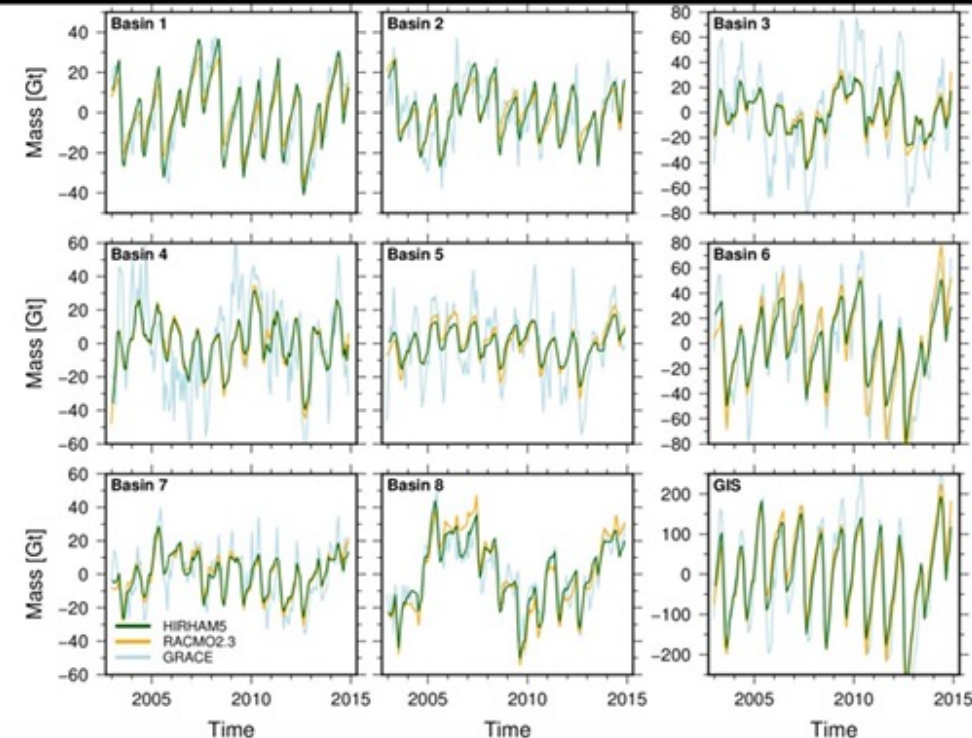 Basin 1
40
20
0
−20
−40
Mass [Gt]
Basin 2
Basin 3
80
60
40
20
0
−20
−40
−60
−80
Basin 4
60
40
20
0
−20
−40
−60
Mass [Gt]
Basin 5
Basin 6
80
60
40
20
0
−20
−40
−60
−80
Basin 7
60
40
20
0
−20
−40
−60
Mass [Gt]
HIRHAM5
RACMO2.3
GRACE
2005 2010 2015
Time
Basin 8
2005 2010 2015
Time
GIS
200
100
0
−100
−200
2005 2010 2015
Time